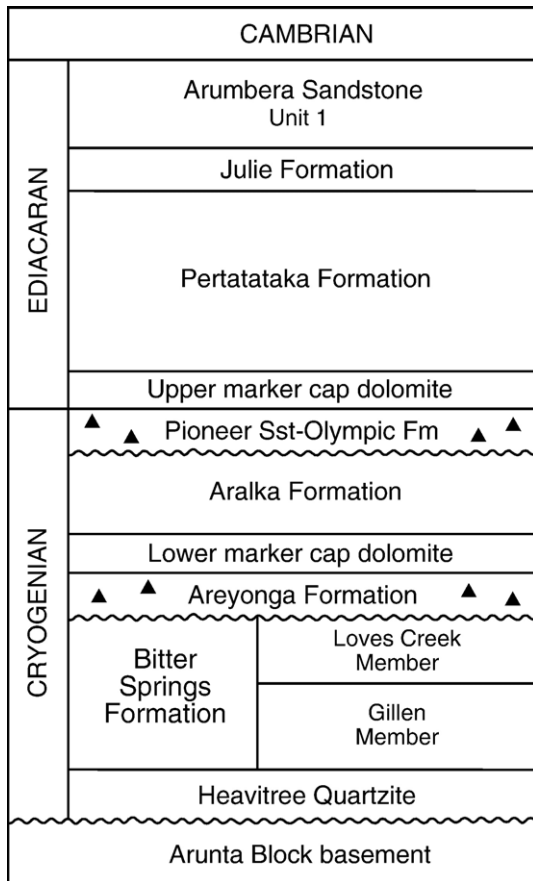 CAMBRIAN
EDIACARAN
Arumbera Sandstone
Unit 1
Julie Formation
Pertatataka Formation
Upper marker cap dolomite
CRYOGENIAN
Pioneer Sst-Olympic Fm
Aralka Formation
Lower marker cap dolomite
Areyonga Formation
Bitter
Springs
Formation
Loves Creek
Member
Gillen
Member
Heavitree Quartzite
Arunta Block basement